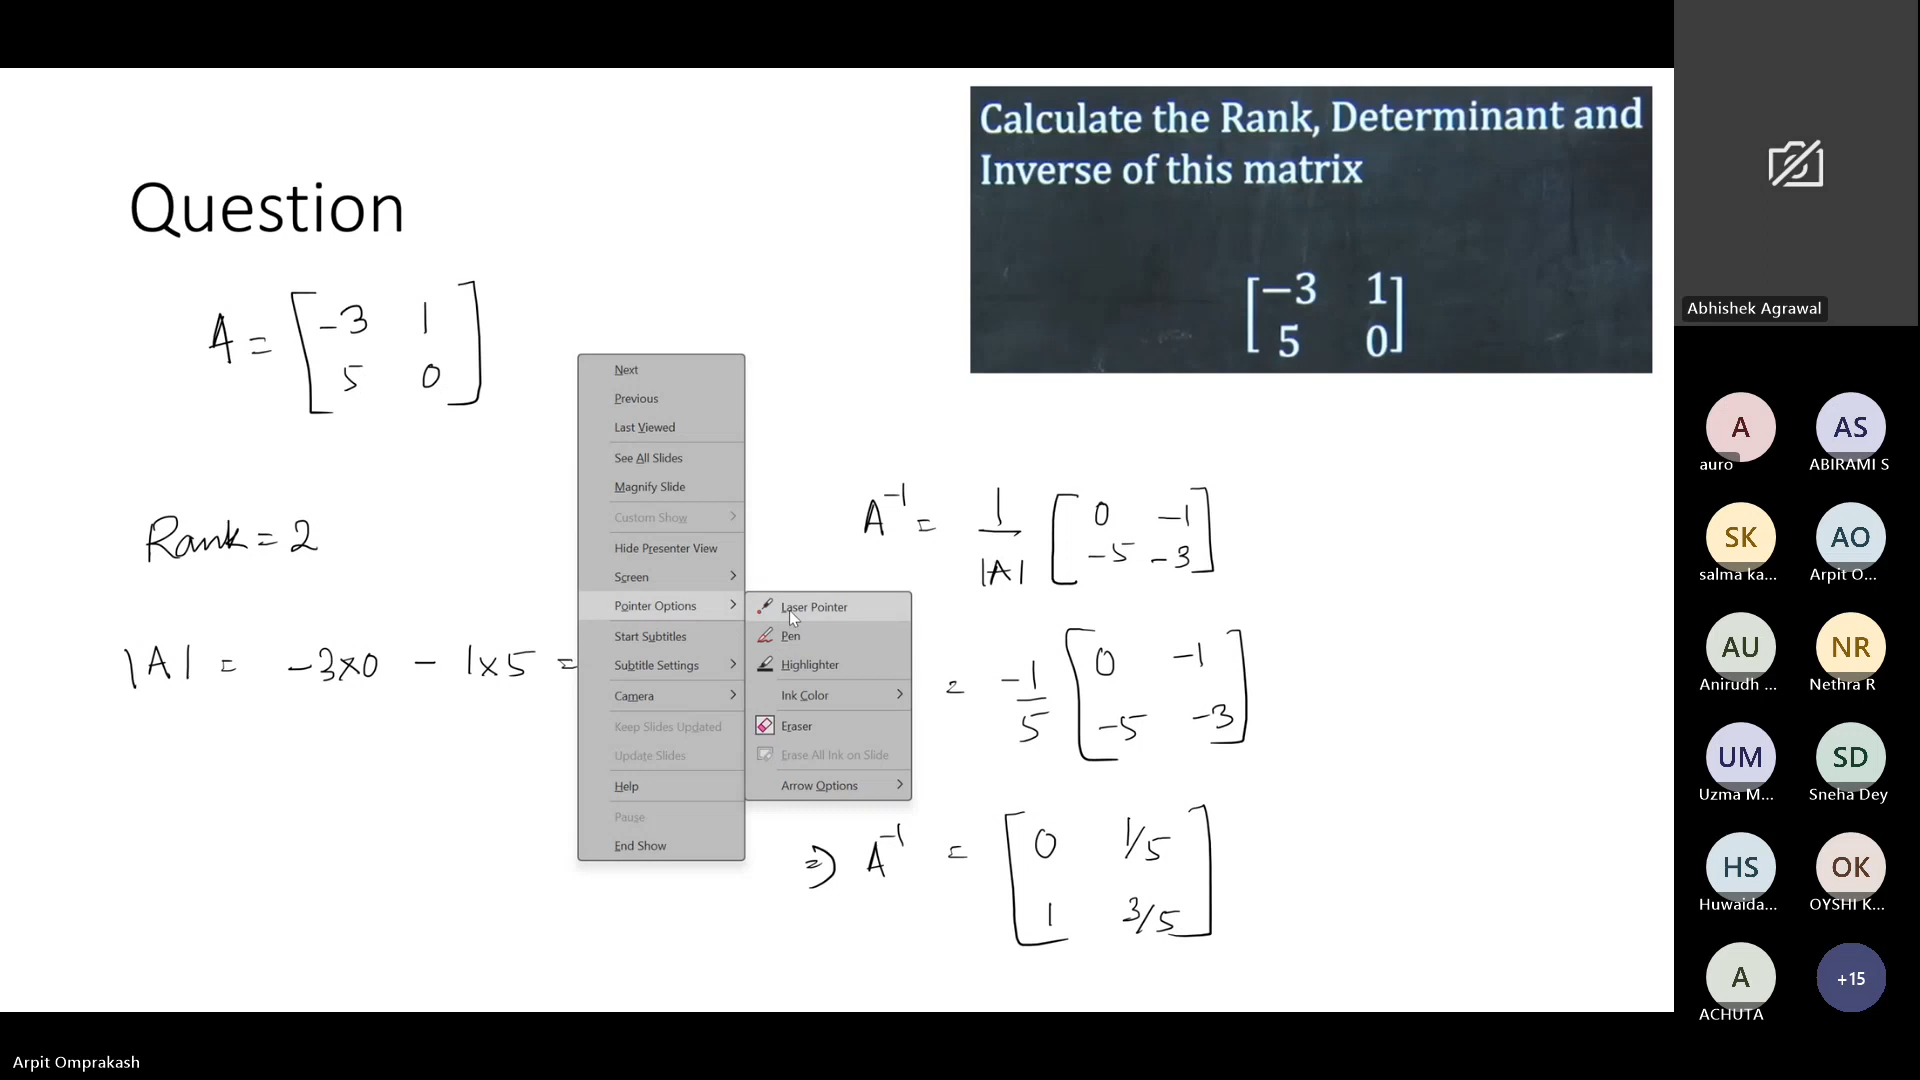 Calculate the Rank, Determinant and
Inverse of this matrix
[−3 1]
[5 0]
Question
A = [-3 1]
[5 0]
Rank = 2
|A| = -3x0 - 1x5 =
Next
Previous
Last Viewed
See All Slides
Magnify Slide
Custom Show
Hide Presenter View
Screen
Pointer Options
Start Subtitles
Subtitle Settings
Camera
Keep Slides Updated
Update Slides
Help
Pause
End Show
Laser Pointer
Pen
Highlighter
Ink Color
Eraser
Erase All Ink on Slide
Arrow Options
A⁻¹ = 1/|A| [0 -1]
[-5 -3]
= -1/5 [0 -1]
[-5 -3]
⇒ A⁻¹ = [0 1/5]
[1 3/5]
Abhishek Agrawal
A
auro
AS
ABIRAMI S
SK
salma ka...
AO
Arpit O...
AU
Anirudh ...
NR
Nethra R
UM
Uzma M...
SD
Sneha Dey
HS
Huwaida...
OK
OYSHI K...
A
ACHUTA
+15
Arpit Omprakash